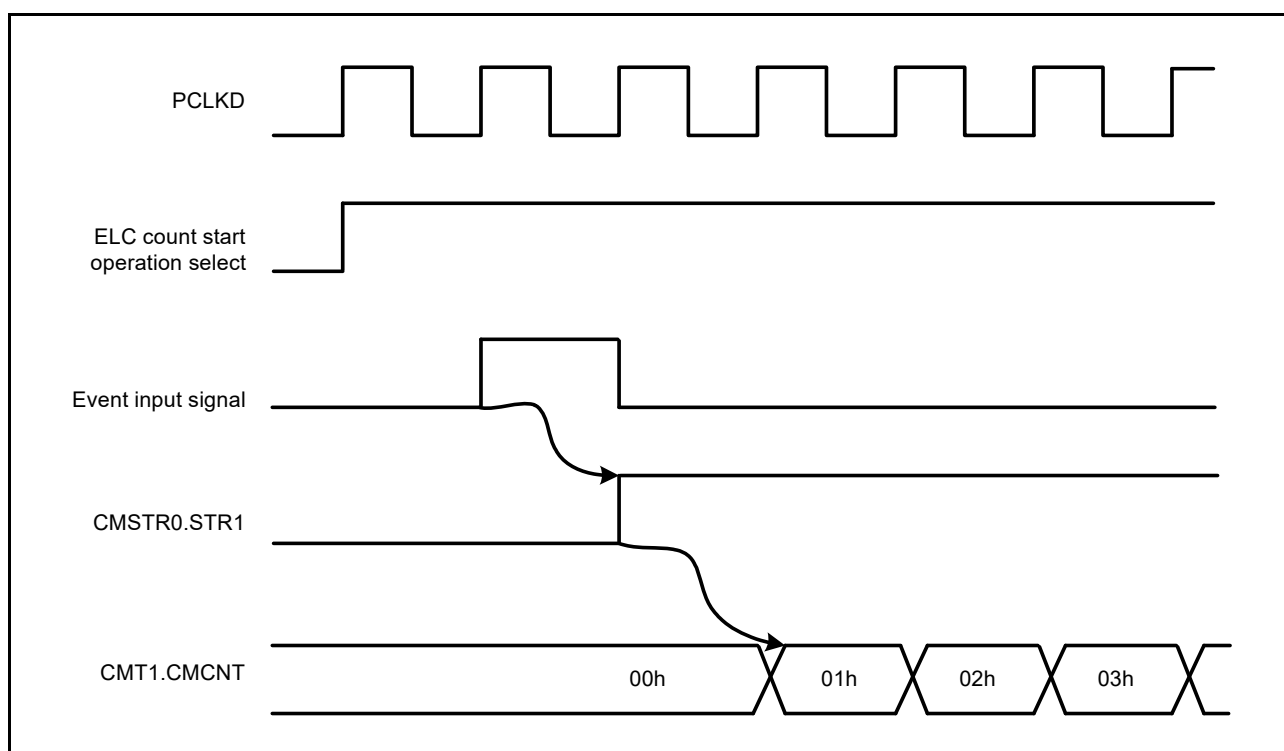 PCLKD
ELC count start
operation select
Event input signal
CMSTR0.STR1
CMT1.CMCNT
00h
01h
02h
03h